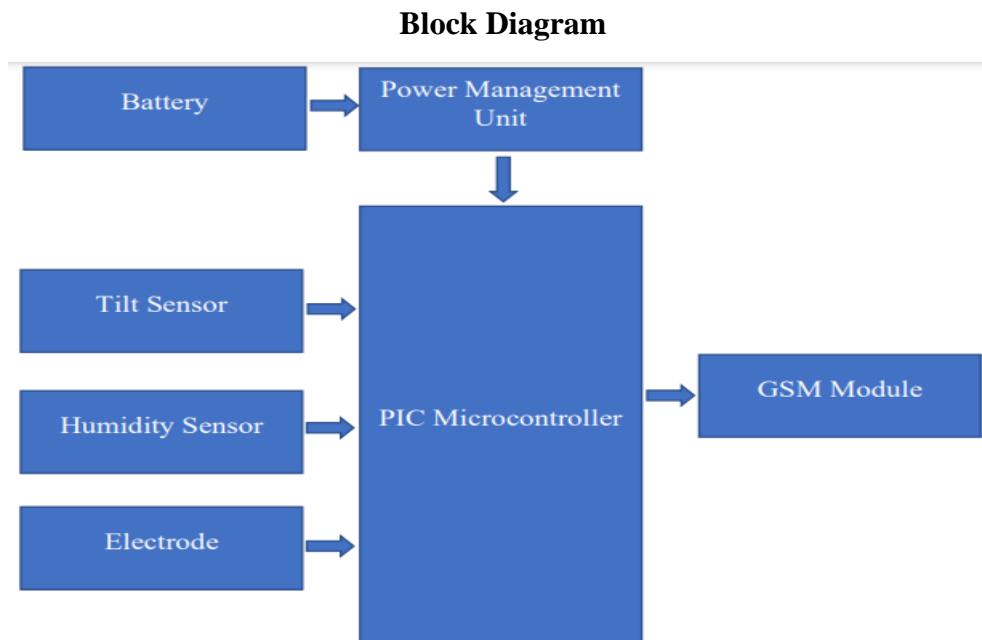 Block Diagram
Battery
Power Management
Unit
Tilt Sensor
Humidity Sensor
Electrode
PIC Microcontroller
GSM Module